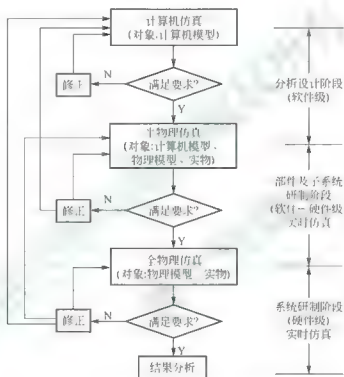 计算机仿真
(对象:计算机模型)
修正
N
满足要求?
分析设计阶段
(软件级)
Y
半物理仿真
(对象:计算机模型、
物理模型、实物)
部件及子系统
研制阶段
(软件-硬件级)
实时仿真
修正
N
满足要求?
Y
全物理仿真
(对象:物理模型 实物)
系统研制阶段
(硬件级)
实时仿真
修正
N
满足要求?
Y
结果分析